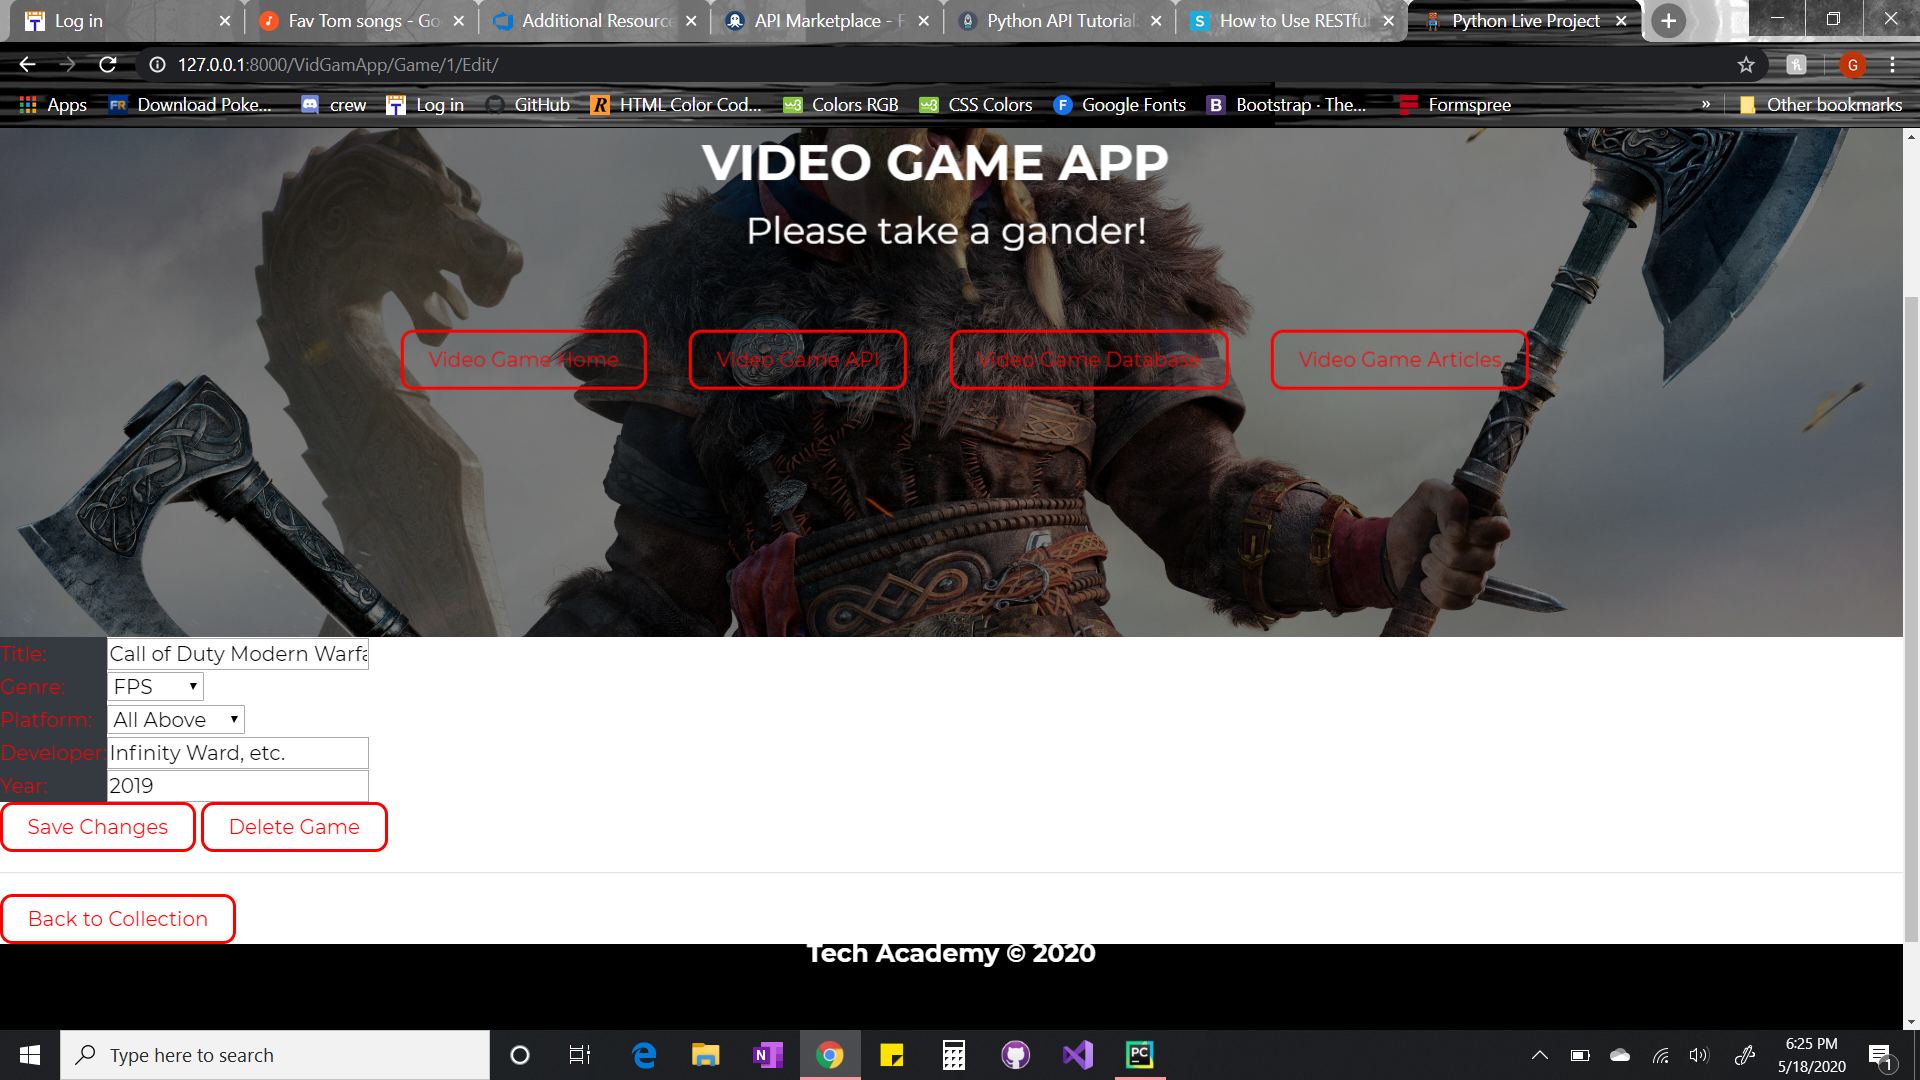 Log in
Fav Tom songs - Go
Additional Resource
API Marketplace -
Python API Tutorial
How to Use RESTfu
Python Live Project
127.0.0.1:8000/VidGamApp/Game/1/Edit/
G
Apps
Download Poke...
crew
Log in
GitHub
HTML Color Cod...
Colors RGB
CSS Colors
Google Fonts
Bootstrap · The...
Formspree
»
Other bookmarks
VIDEO GAME APP
Please take a gander!
Video Game Home
Video Game API
Video Game Database
Video Game Articles
Title: Call of Duty Modern Warfa
Genre: FPS
Platform: All Above
Developer: Infinity Ward, etc.
Year: 2019
Save Changes
Delete Game
Back to Collection
Tech Academy © 2020
Type here to search
6:25 PM
5/18/2020
1